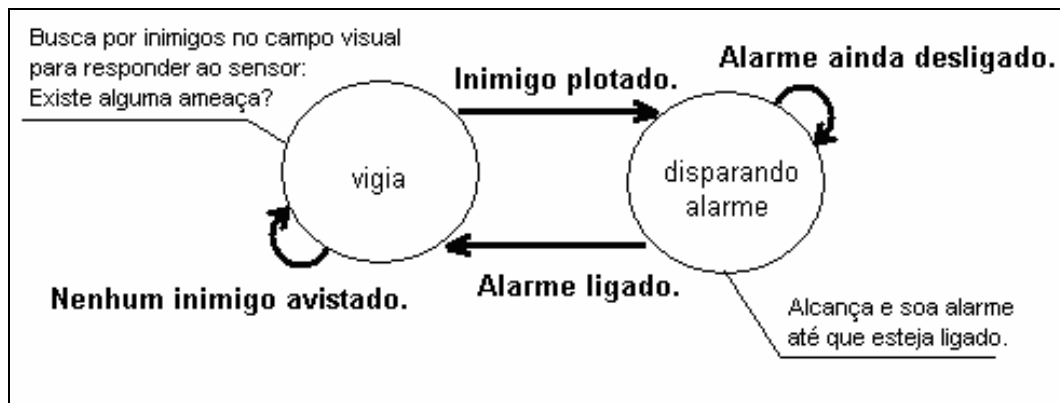 Busca por inimigos no campo visual
para responder ao sensor:
Existe alguma ameaça?
Inimigo plotado.
Alarme ainda desligado.
vigia
disparando
alarme
Nenhum inimigo avistado.
Alarme ligado.
Alcança e soa alarme
até que esteja ligado.